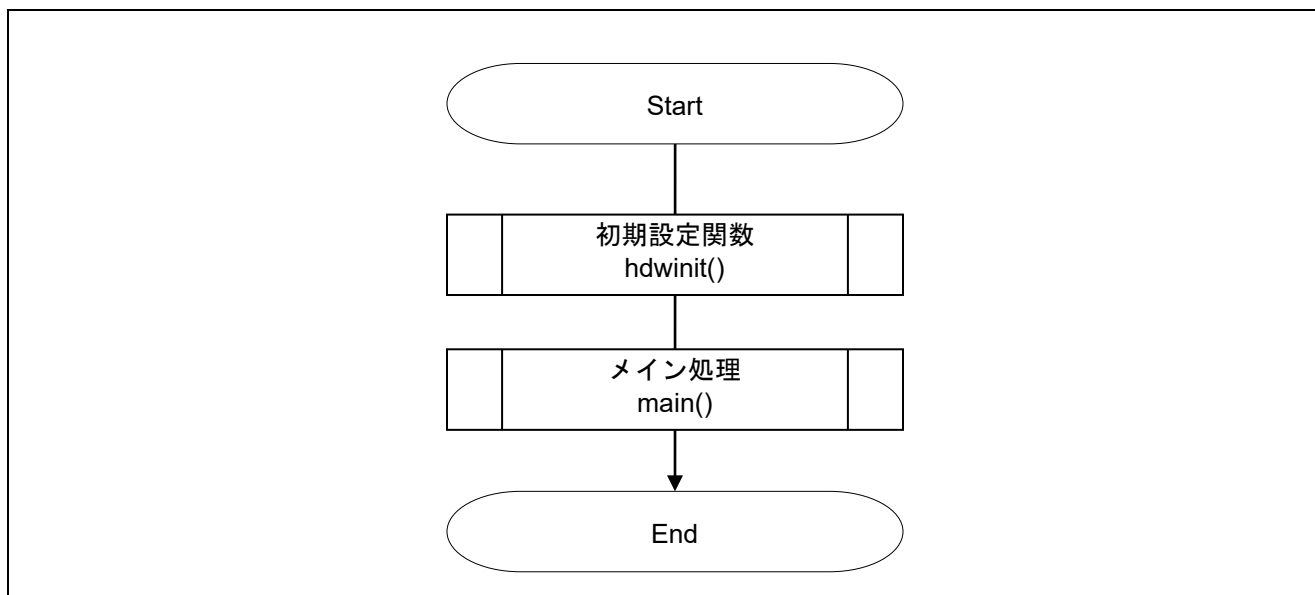 Start
初期設定関数
hdwinit()
メイン処理
main()
End